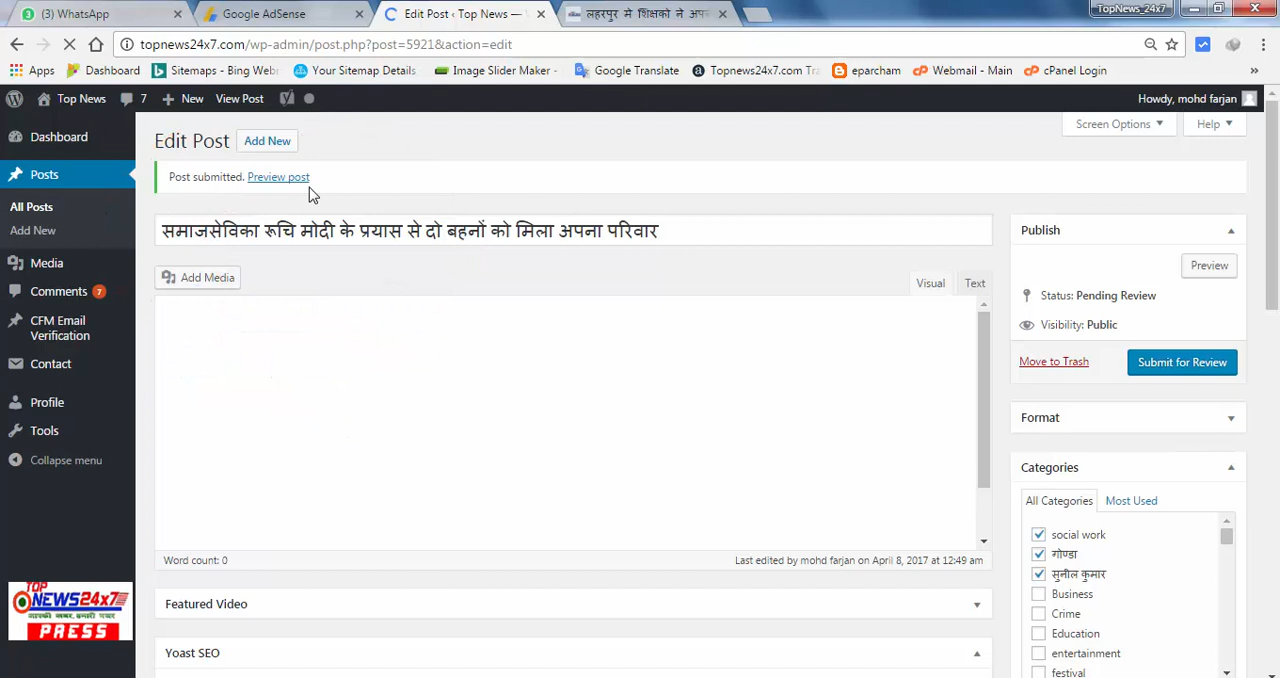 (3) WhatsApp
Google AdSense
Edit Post ‹ Top News —
लहरपुर मे शिक्षको ने अपन
TopNews_24x7
topnews24x7.com/wp-admin/post.php?post=5921&action=edit
Apps Dashboard Sitemaps - Bing Web Your Sitemap Details Image Slider Maker - Google Translate Topnews24x7.com Tra eparcham Webmail - Main cPanel Login »
Top News 7 New View Post Howdy, mohd farjan
Dashboard
Posts
All Posts
Add New
Media
Comments 7
CFM Email
Verification
Contact
Profile
Tools
Collapse menu
TOP
NEWS24x7
आपकी खबर, हमारी नज़र
PRESS
Screen Options Help
Edit Post Add New
Post submitted. Preview post
समाजसेविका रूचि मोदी के प्रयास से दो बहनों को मिला अपना परिवार
Add Media
Visual Text
Word count: 0 Last edited by mohd farjan on April 8, 2017 at 12:49 am
Featured Video
Yoast SEO
Publish
Preview
Status: Pending Review
Visibility: Public
Move to Trash Submit for Review
Format
Categories
All Categories Most Used
social work
गोण्डा
सुनील कुमार
Business
Crime
Education
entertainment
festival